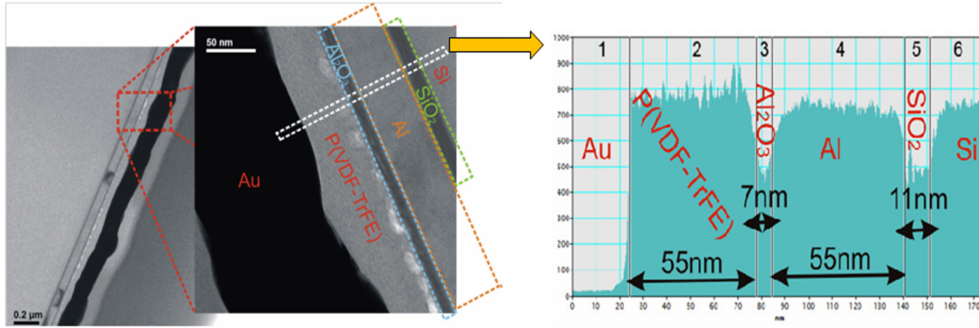 0.2 µm
50 nm
Au
P(VDF-TrFE)
Al₂O₃
Al
SiO₂
Si
1 2 3 4 5 6
1000
900
800
700
600
500
400
300
200
100
0
Au
P(VDF-TrFE)
Al₂O₃
Al
SiO₂
Si
7nm
11nm
55nm
55nm
0 10 20 30 40 50 60 70 80 90 100 110 120 130 140 150 160
nm